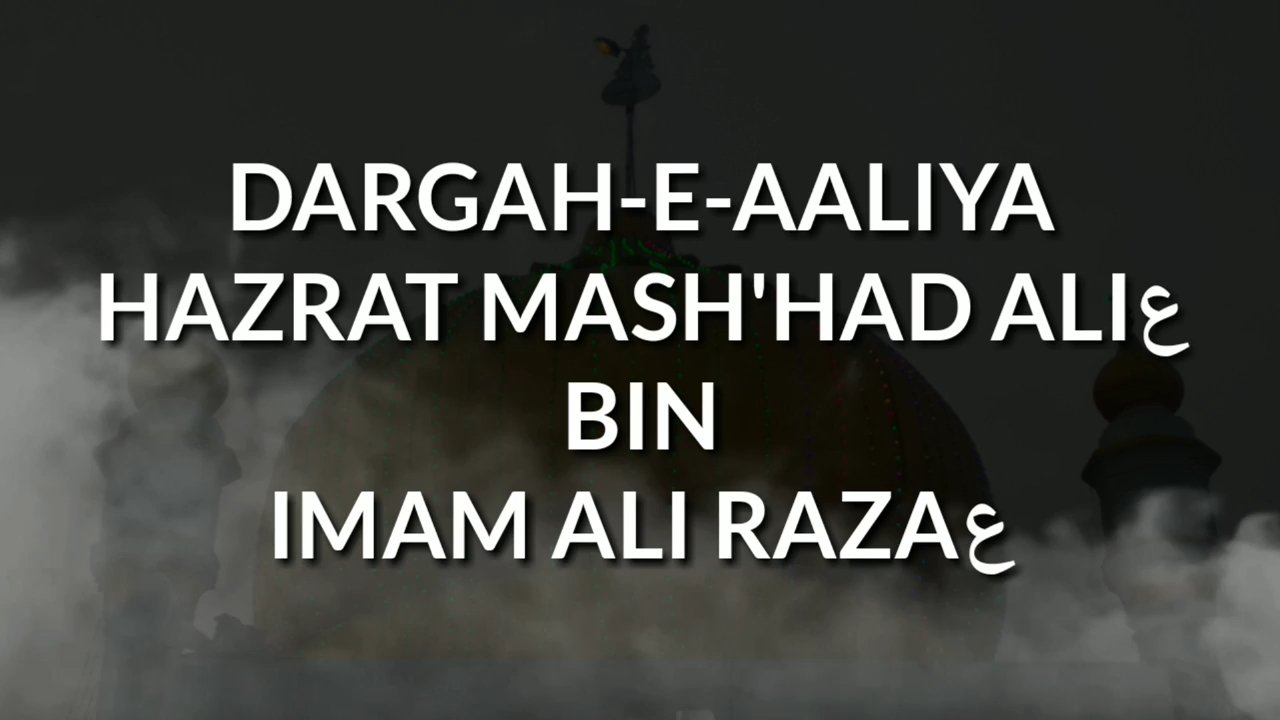 DARGAH-E-AALIYA
HAZRAT MASH'HAD ALIع
BIN
IMAM ALI RAZAع